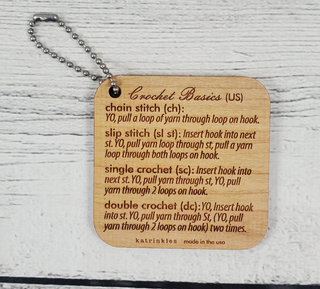 Crochet Basics (US)
chain stitch (ch):
YO, pull a loop of yarn through loop on hook.
slip stitch (sl st): Insert hook into next
st. YO, pull yarn loop through st, pull a yarn
loop through both loops on hook.
single crochet (sc): Insert hook into
next st. YO, pull yarn through st, YO, pull
yarn through 2 loops on hook.
double crochet (dc): YO, Insert hook
into st. YO, pull yarn through St, (YO, pull
yarn through 2 loops on hook) two times.
katrinkles made in the usa